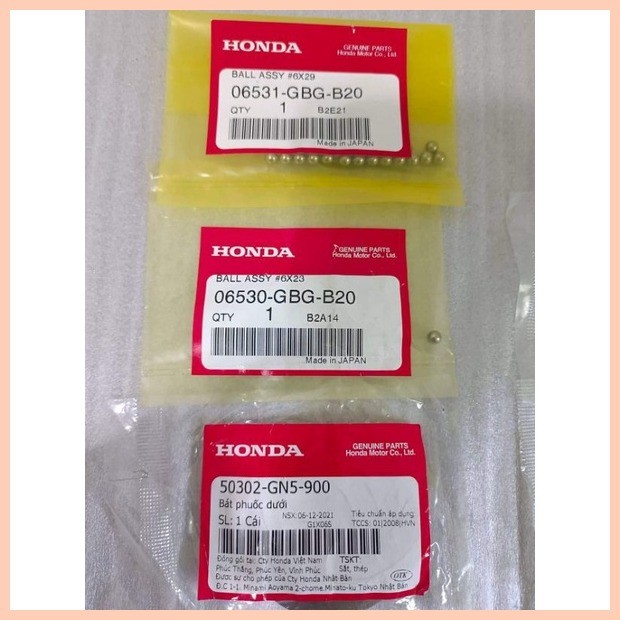 HONDA
GENUINE PARTS
Honda Motor Co., Ltd.
BALL ASSY #6X29
06531-GBG-B20
QTY 1 B2E21
Made in JAPAN
HONDA
GENUINE PARTS
Honda Motor Co., Ltd.
BALL ASSY #6X23
06530-GBG-B20
QTY 1 B2A14
Made in JAPAN
HONDA
GENUINE PARTS
Honda Motor Co., Ltd.
50302-GN5-900
Bát phuốc dưới
NSX: 06-12-2021 Tiêu chuẩn áp dụng:
SL: 1 Cái G1X06S TCCS: 01|2008|HVN
Đóng gói tại: Cty Honda Việt Nam TSKT:
Phúc Thắng, Phúc Yên, Vĩnh Phúc Sắt, thép
Được sự cho phép của Cty Honda Nhật Bản
Đ.C 1-1, Minami Aoyama 2-chome, Minato-ku Tokyo Nhật Bản
OTK